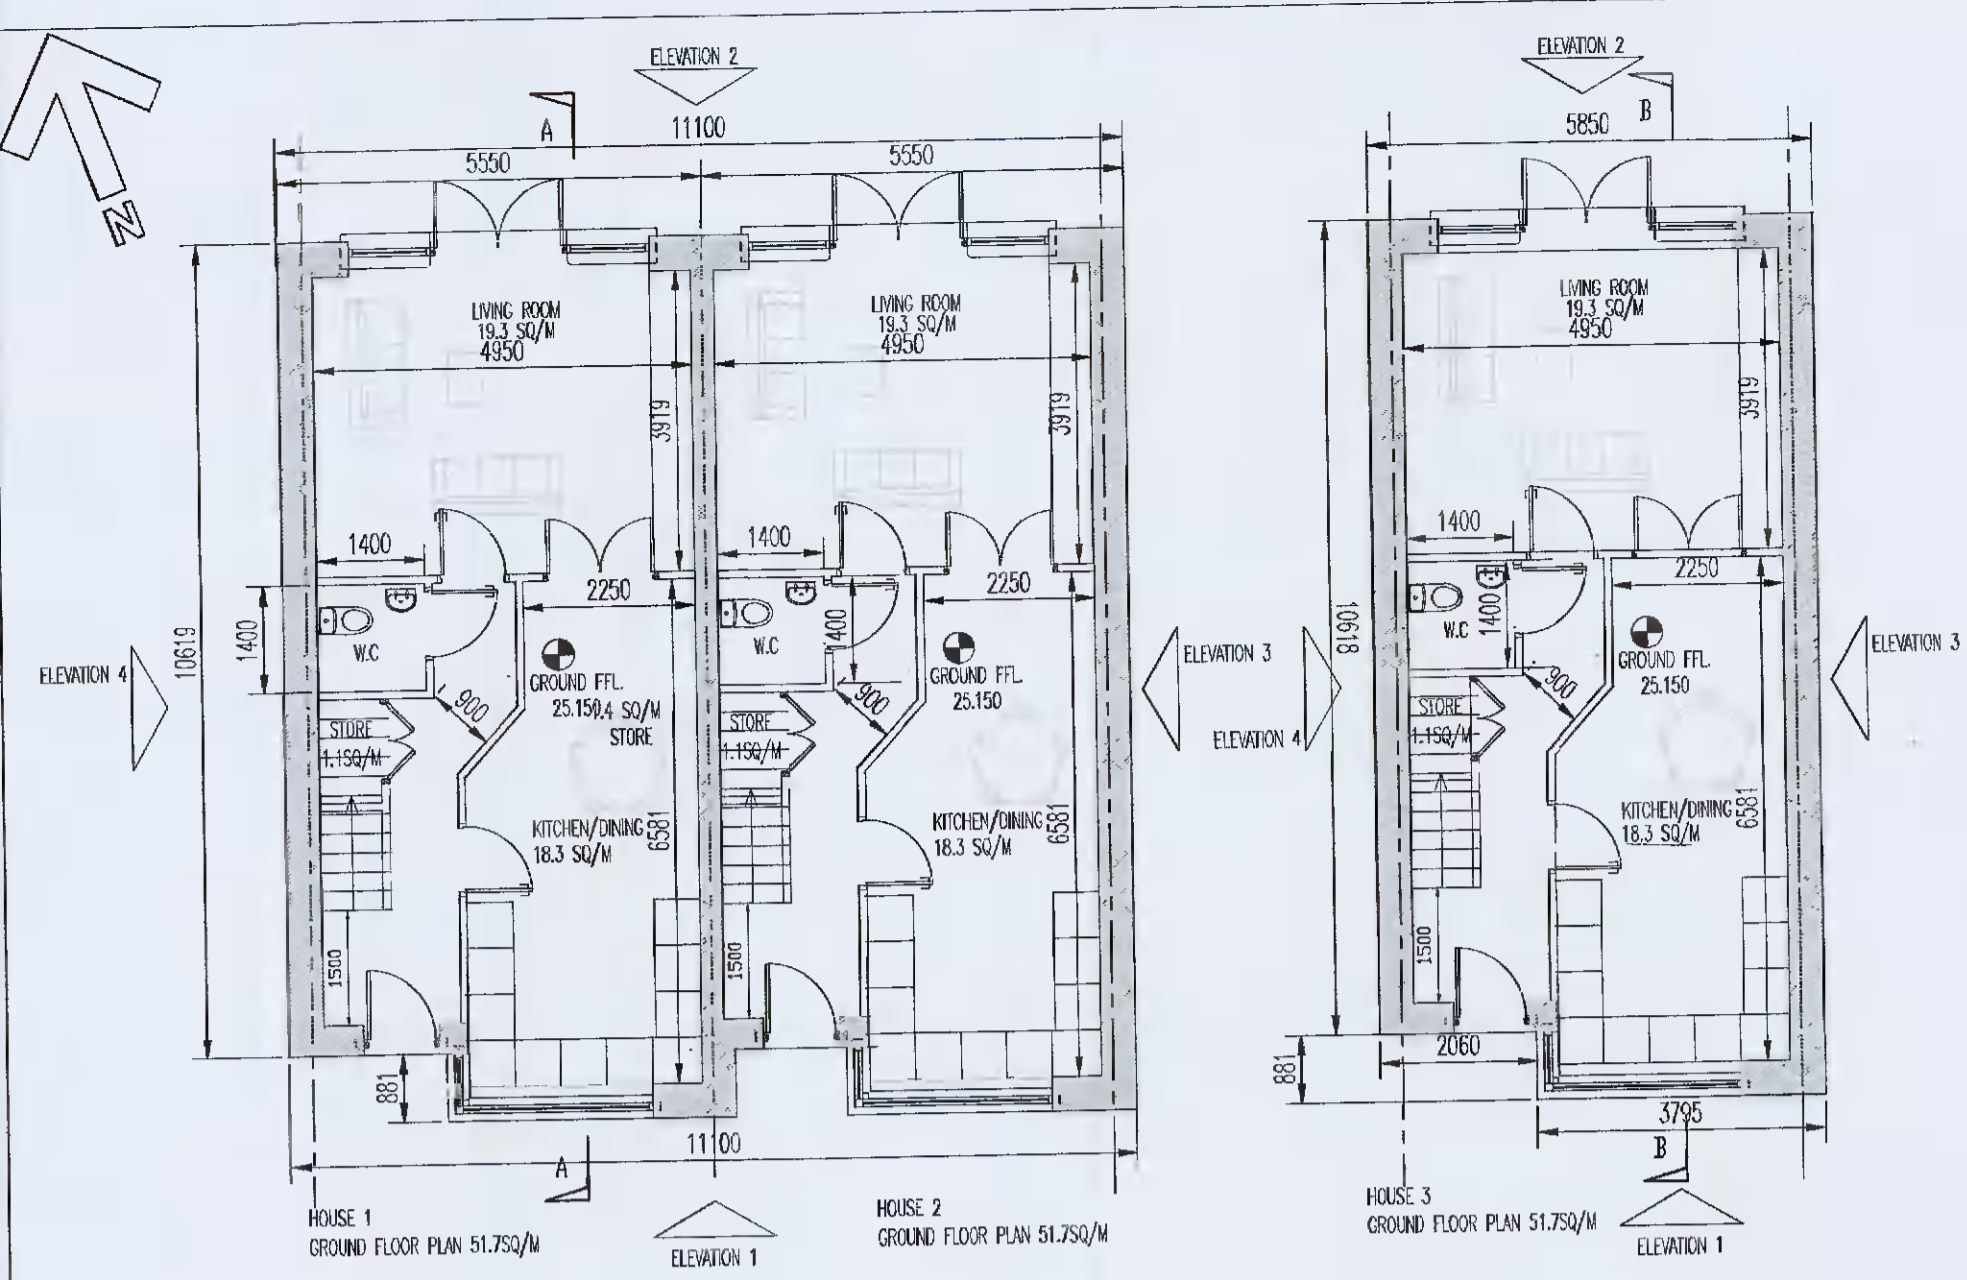 ELEVATION 2
ELEVATION 2
A
11100
B
5850
5550
5550
N
LIVING ROOM
19.3 SQ/M
4950
LIVING ROOM
19.3 SQ/M
4950
LIVING ROOM
19.3 SQ/M
4950
3919
3919
3919
1400
1400
1400
2250
2250
2250
10619
1400
W.C
1400
W.C
10618
1400
W.C
ELEVATION 4
ELEVATION 3
ELEVATION 4
ELEVATION 3
GROUND FFL.
25.150.4 SQ/M
STORE
GROUND FFL.
25.150
GROUND FFL.
25.150
900
900
900
STORE
1.1SQ/M
STORE
1.1SQ/M
STORE
1.1SQ/M
KITCHEN/DINING
18.3 SQ/M
6581
KITCHEN/DINING
18.3 SQ/M
6581
KITCHEN/DINING
18.3 SQ/M
6581
1500
1500
1500
881
881
2060
3795
11100
A
B
HOUSE 1
GROUND FLOOR PLAN 51.7SQ/M
ELEVATION 1
HOUSE 2
GROUND FLOOR PLAN 51.7SQ/M
HOUSE 3
GROUND FLOOR PLAN 51.7SQ/M
ELEVATION 1